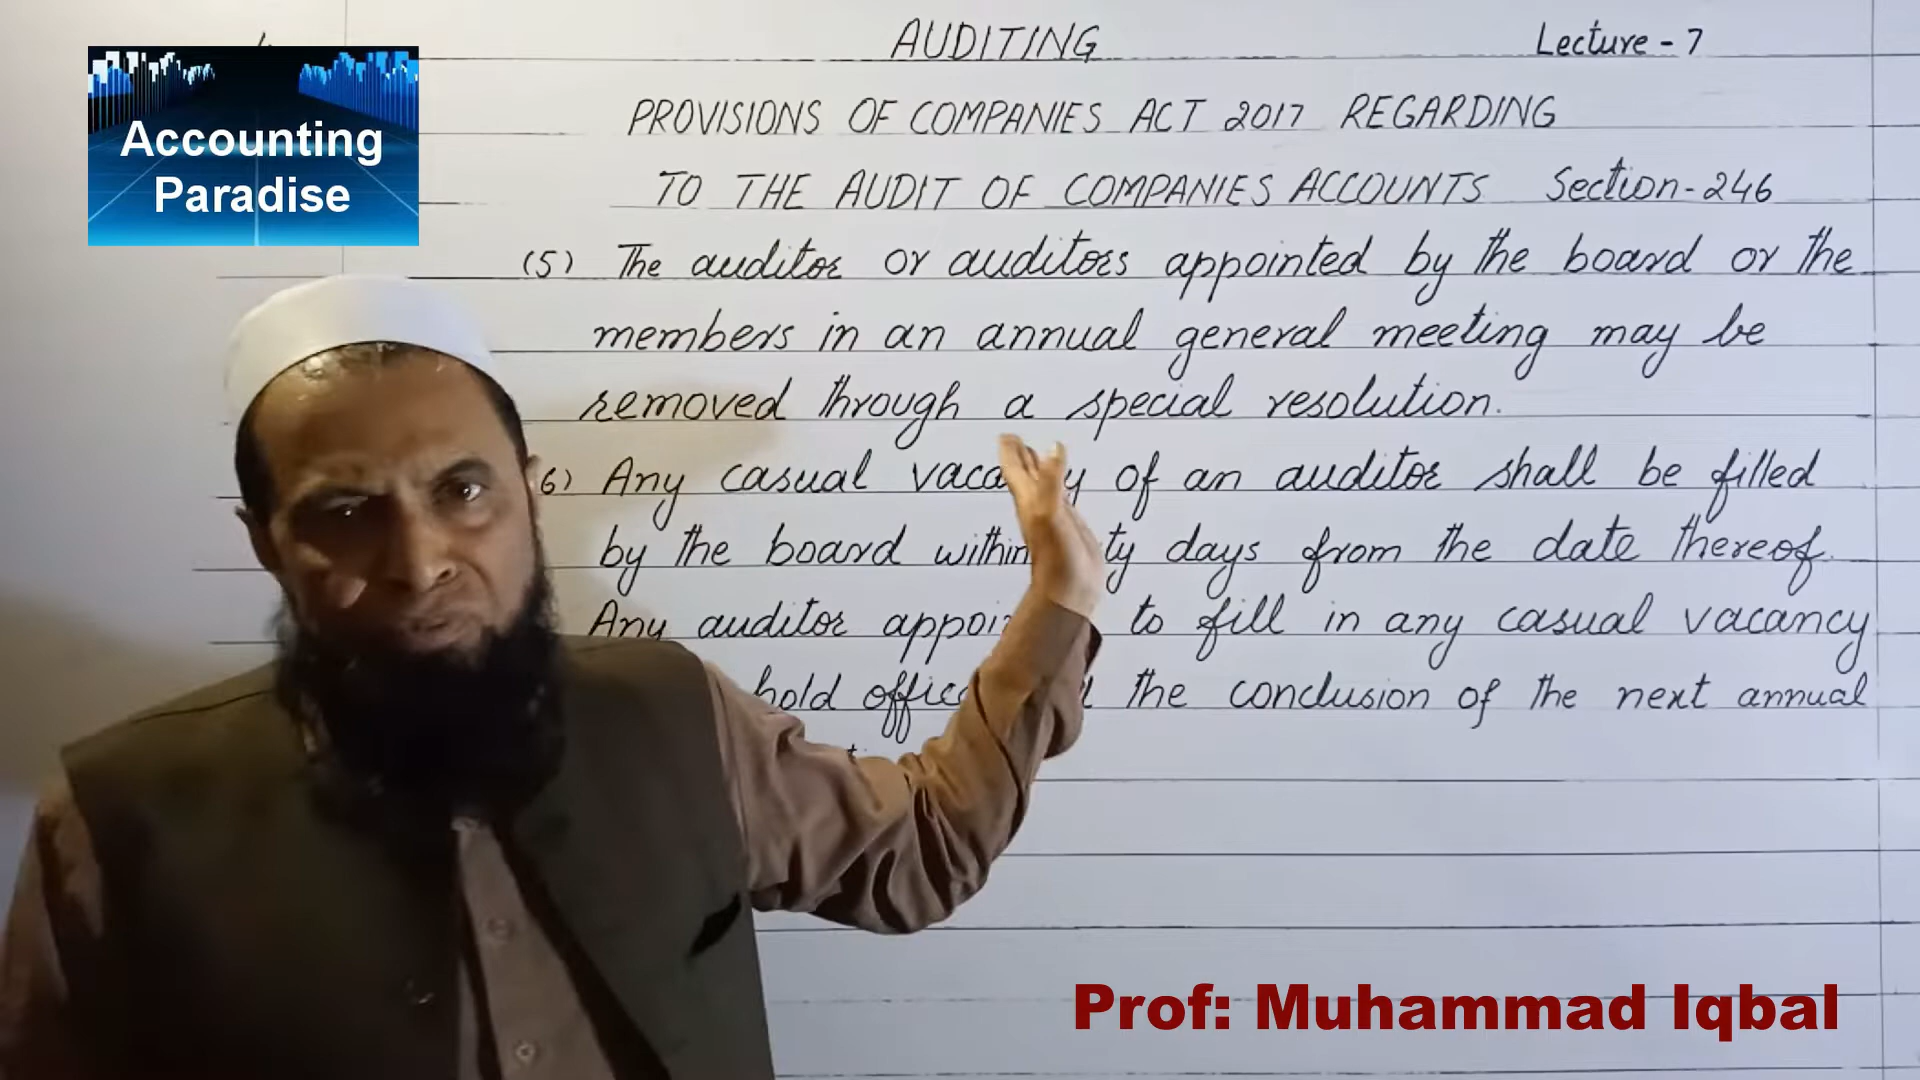 AUDITING Lecture - 7
Accounting
Paradise
PROVISIONS OF COMPANIES ACT 2017 REGARDING
TO THE AUDIT OF COMPANIES ACCOUNTS Section-246
(5) The auditor or auditors appointed by the board or the
members in an annual general meeting may be
removed through a special resolution.
6) Any casual of an auditor shall be filled
by the board within days from the date thereof.
Any auditor to fill in any casual vacancy
hold the conclusion of the next annual
Prof: Muhammad Iqbal